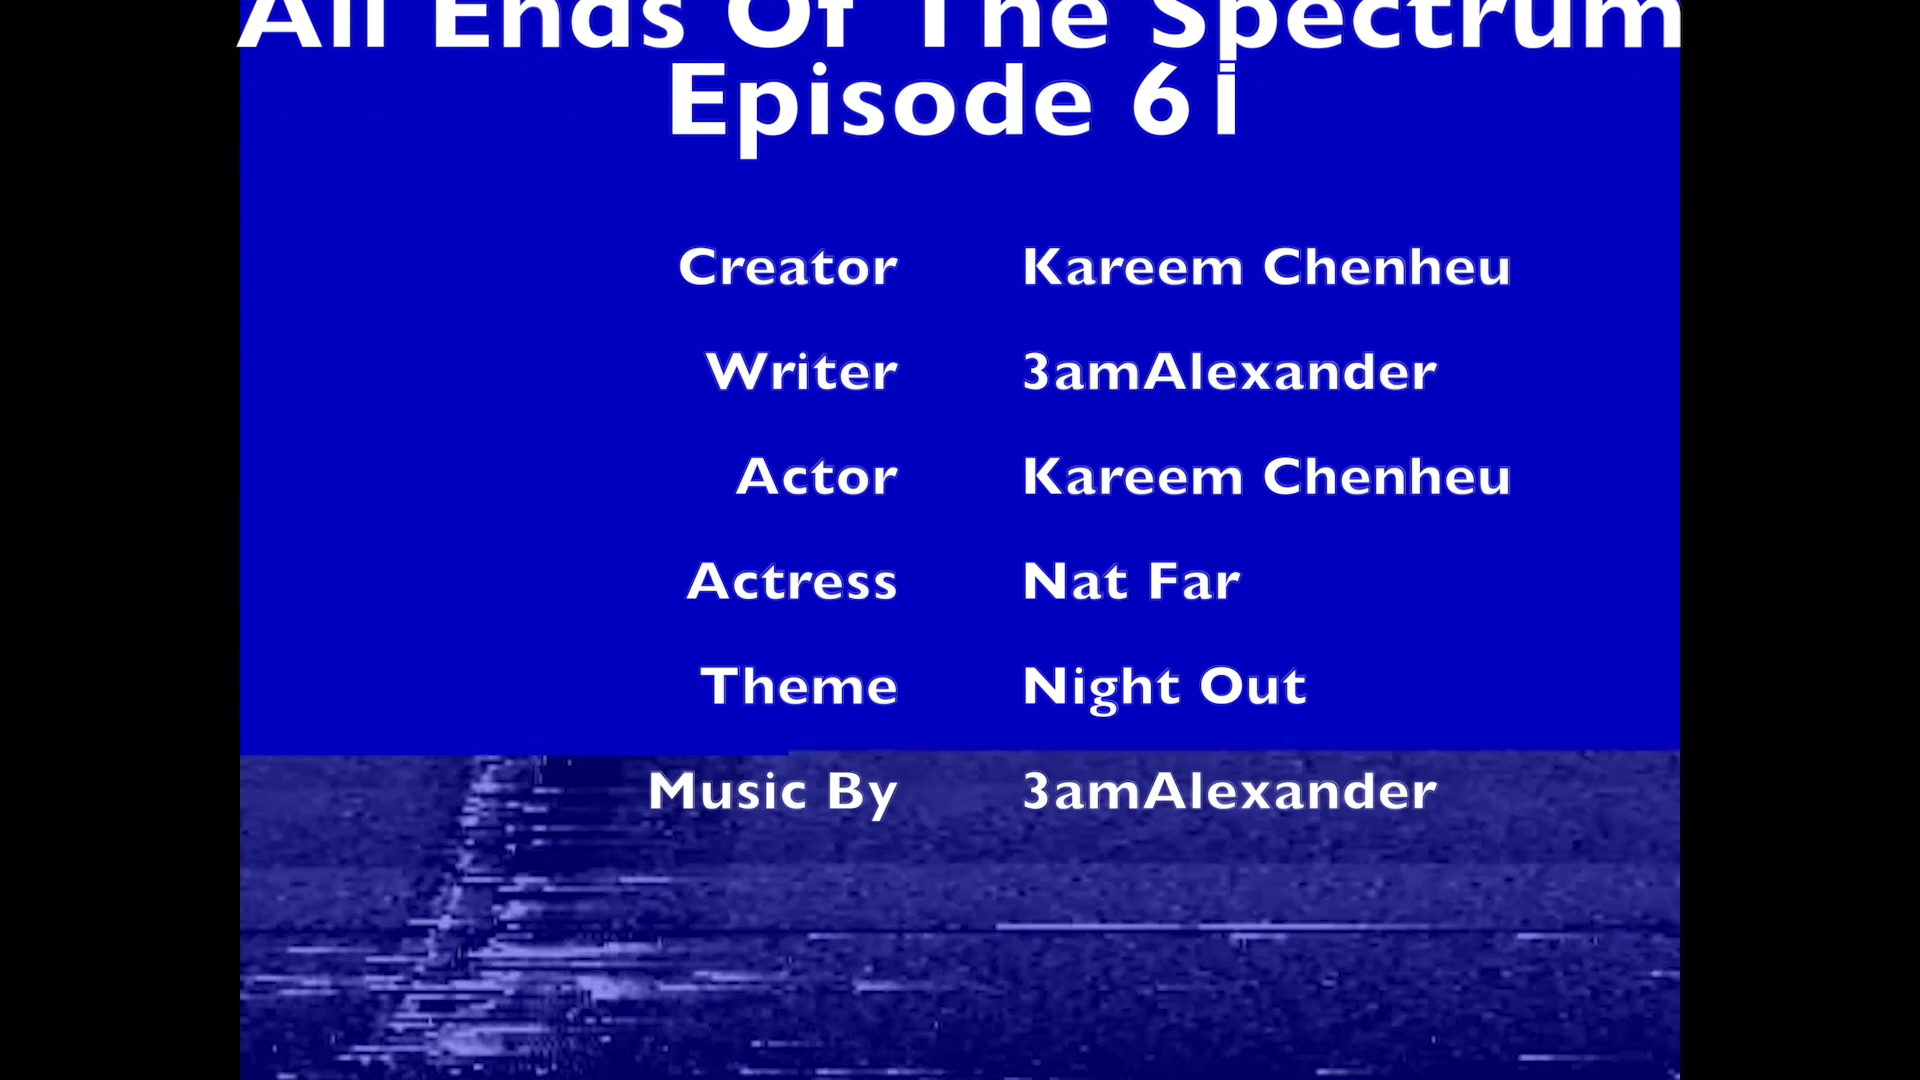 All Ends Of The Spectrum
Episode 61
Creator Kareem Chenheu
Writer 3amAlexander
Actor Kareem Chenheu
Actress Nat Far
Theme Night Out
Music By 3amAlexander